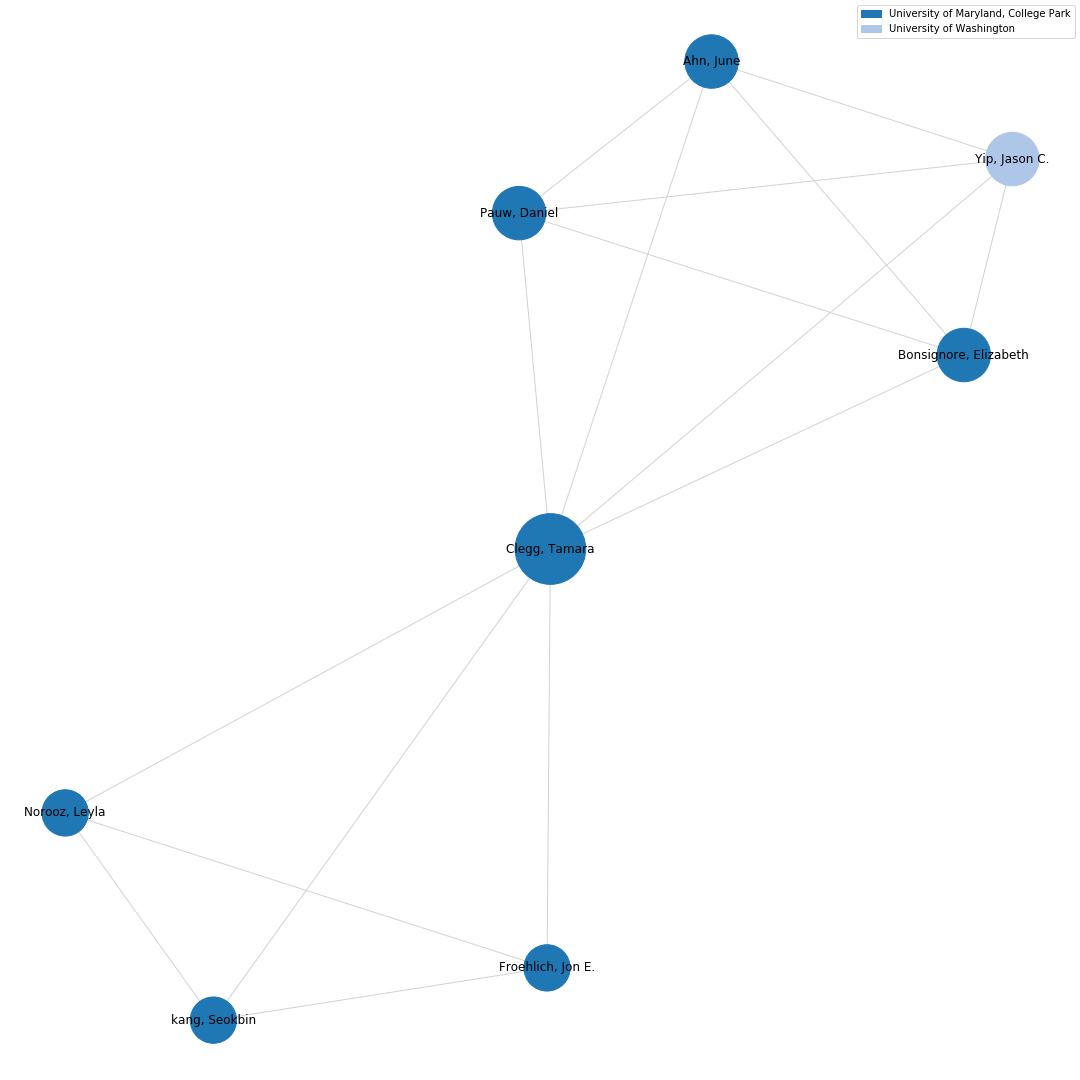 University of Maryland, College Park
University of Washington
Ahn, June
Yip, Jason C.
Pauw, Daniel
Bonsignore, Elizabeth
Clegg, Tamara
Norooz, Leyla
Froehlich, Jon E.
kang, Seokbin